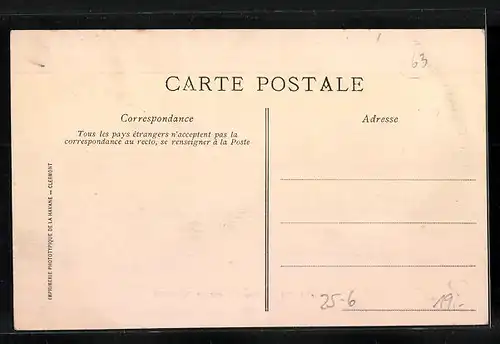 63
CARTE POSTALE
Correspondance
Tous les pays étrangers n'acceptent pas la
correspondance au recto, se renseigner à la Poste
Adresse
IMPRIMERIE PHOTOTYPIQUE DE LA HAVANE — CLERMONT
25-6
19.-